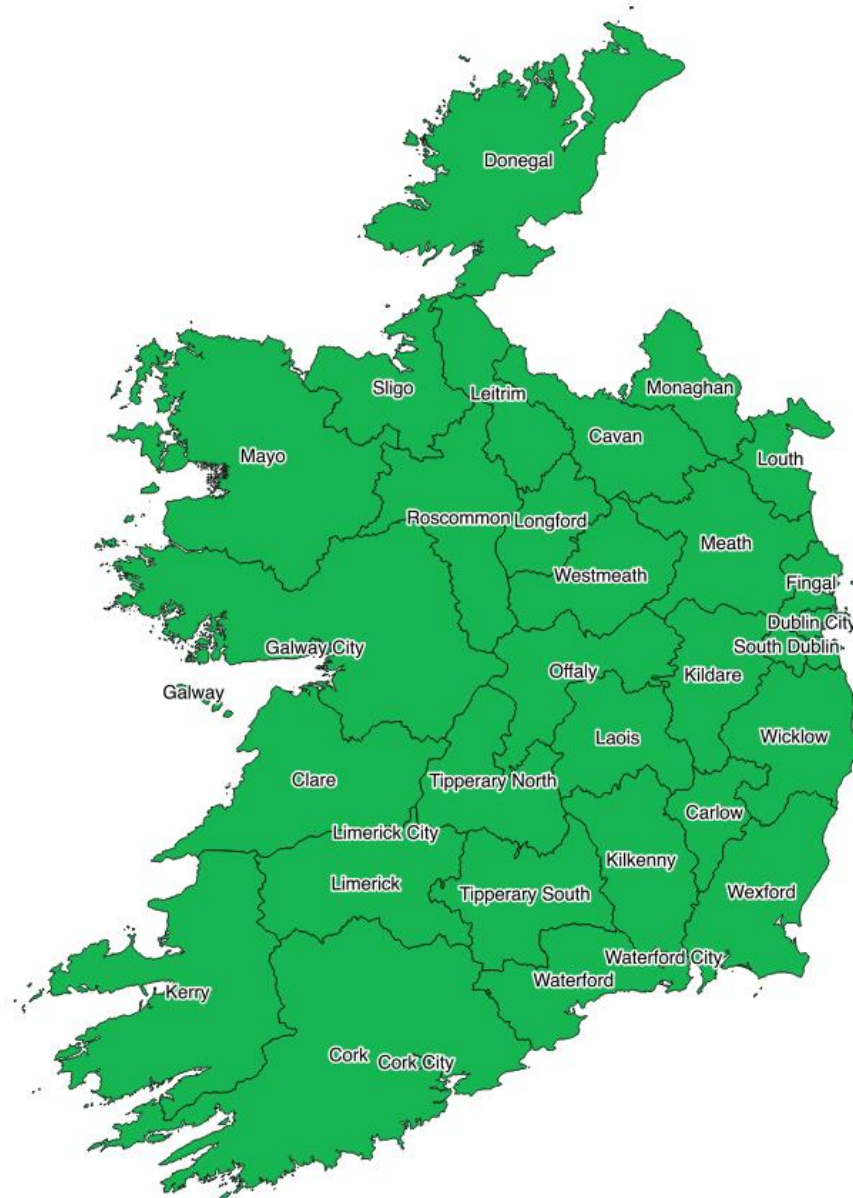 Donegal
Monaghan
Sligo
Leitrim
Cavan
Mayo
Louth
Roscommon
Longford
Meath
Westmeath
Fingal
Dublin City
Galway City
South Dublin
Offaly
Kildare
Galway
Laois
Wicklow
Clare
Tipperary North
Carlow
Limerick City
Kilkenny
Limerick
Tipperary South
Wexford
Waterford City
Waterford
Kerry
Cork
Cork City